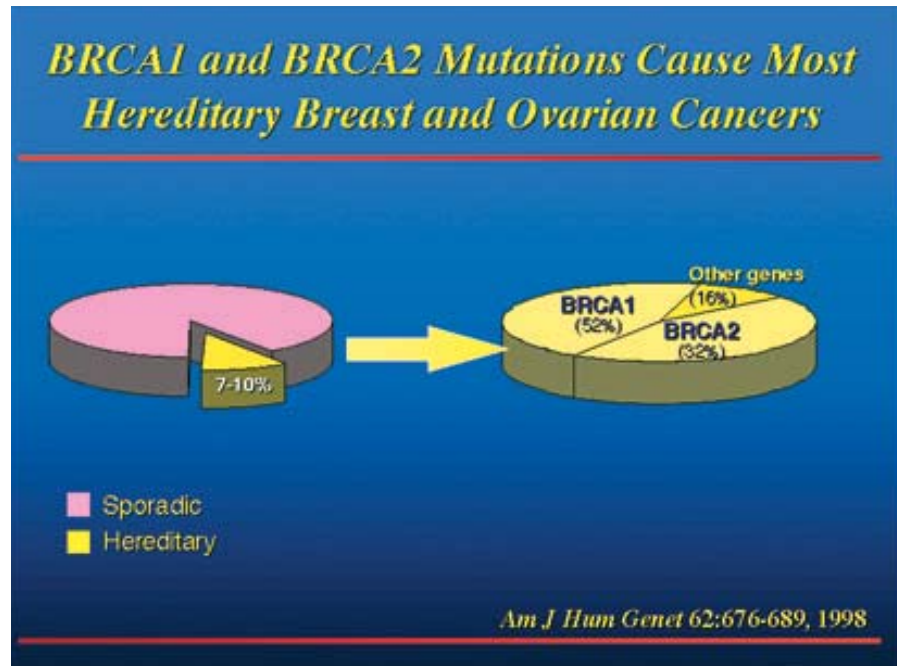 BRCA1 and BRCA2 Mutations Cause Most
Hereditary Breast and Ovarian Cancers
7-10%
BRCA1
(52%)
Other genes
(16%)
BRCA2
(32%)
Sporadic
Hereditary
Am J Hum Genet 62:676-689, 1998